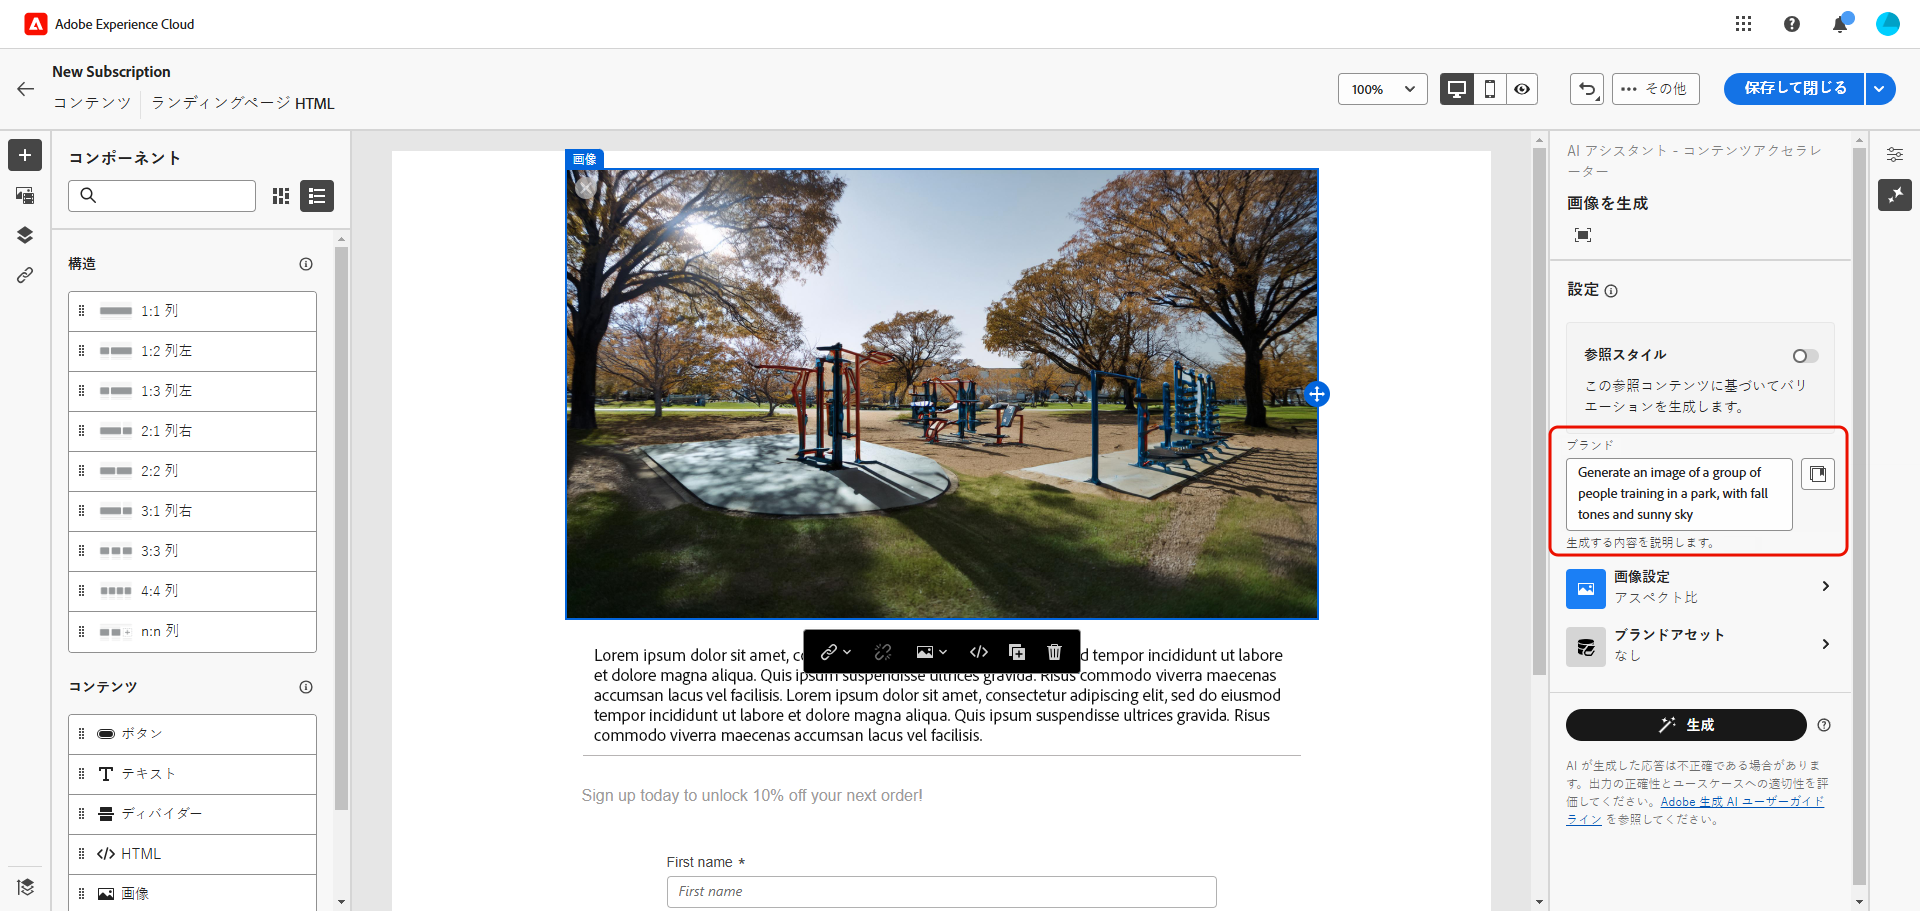 Adobe Experience Cloud
New Subscription
コンテンツ
ランディングページ HTML
100%
その他
保存して閉じる
コンポーネント
構造
1:1 列
1:2 列左
1:3 列左
2:1 列右
2:2 列
3:1 列右
3:3 列
4:4 列
n:n 列
コンテンツ
ボタン
テキスト
ディバイダー
HTML
画像
画像
Lorem ipsum dolor sit amet, co
d tempor incididunt ut labore
et dolore magna aliqua. Quis ipsum suspendisse ultrices gravida. Risus commodo viverra maecenas
accumsan lacus vel facilisis. Lorem ipsum dolor sit amet, consectetur adipiscing elit, sed do eiusmod
tempor incididunt ut labore et dolore magna aliqua. Quis ipsum suspendisse ultrices gravida. Risus
commodo viverra maecenas accumsan lacus vel facilisis.
Sign up today to unlock 10% off your next order!
First name *
First name
AI アシスタント - コンテンツアクセラレ
ーター
画像を生成
設定
参照スタイル
この参照コンテンツに基づいてバリ
エーションを生成します。
ブランド
Generate an image of a group of
people training in a park, with fall
tones and sunny sky
生成する内容を説明します。
画像設定
アスペクト比
ブランドアセット
なし
生成
AI が生成した応答は不正確である場合がありま
す。出力の正確性とユースケースへの適切性を評
価してください。Adobe 生成 AI ユーザーガイド
ライン を参照してください。